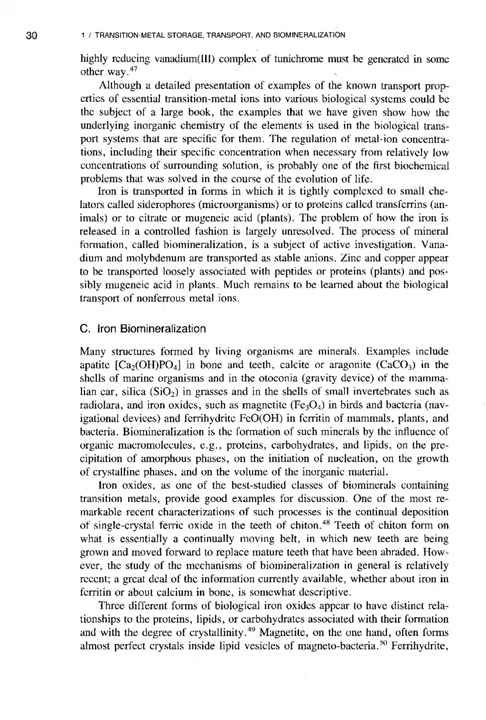 30 1 / TRANSITION-METAL STORAGE, TRANSPORT, AND BIOMINERALIZATION
highly reducing vanadium(III) complex of tunichrome must be generated in some
other way.47
Although a detailed presentation of examples of the known transport prop-
erties of essential transition-metal ions into various biological systems could be
the subject of a large book, the examples that we have given show how the
underlying inorganic chemistry of the elements is used in the biological trans-
port systems that are specific for them. The regulation of metal-ion concentra-
tions, including their specific concentration when necessary from relatively low
concentrations of surrounding solution, is probably one of the first biochemical
problems that was solved in the course of the evolution of life.
Iron is transported in forms in which it is tightly complexed to small che-
lators called siderophores (microorganisms) or to proteins called transferrins (an-
imals) or to citrate or mugeneic acid (plants). The problem of how the iron is
released in a controlled fashion is largely unresolved. The process of mineral
formation, called biomineralization, is a subject of active investigation. Vana-
dium and molybdenum are transported as stable anions. Zinc and copper appear
to be transported loosely associated with peptides or proteins (plants) and pos-
sibly mugeneic acid in plants. Much remains to be learned about the biological
transport of nonferrous metal ions.
C. Iron Biomineralization
Many structures formed by living organisms are minerals. Examples include
apatite [Ca2(OH)PO4] in bone and teeth, calcite or aragonite (CaCO3) in the
shells of marine organisms and in the otoconia (gravity device) of the mamma-
lian ear, silica (SiO2) in grasses and in the shells of small invertebrates such as
radiolara, and iron oxides, such as magnetite (Fe3O4) in birds and bacteria (nav-
igational devices) and ferrihydrite FeO(OH) in ferritin of mammals, plants, and
bacteria. Biomineralization is the formation of such minerals by the influence of
organic macromolecules, e.g., proteins, carbohydrates, and lipids, on the pre-
cipitation of amorphous phases, on the initiation of nucleation, on the growth
of crystalline phases, and on the volume of the inorganic material.
Iron oxides, as one of the best-studied classes of biominerals containing
transition metals, provide good examples for discussion. One of the most re-
markable recent characterizations of such processes is the continual deposition
of single-crystal ferric oxide in the teeth of chiton.48 Teeth of chiton form on
what is essentially a continually moving belt, in which new teeth are being
grown and moved forward to replace mature teeth that have been abraded. How-
ever, the study of the mechanisms of biomineralization in general is relatively
recent; a great deal of the information currently available, whether about iron in
ferritin or about calcium in bone, is somewhat descriptive.
Three different forms of biological iron oxides appear to have distinct rela-
tionships to the proteins, lipids, or carbohydrates associated with their formation
and with the degree of crystallinity.49 Magnetite, on the one hand, often forms
almost perfect crystals inside lipid vesicles of magneto-bacteria.50 Ferrihydrite,